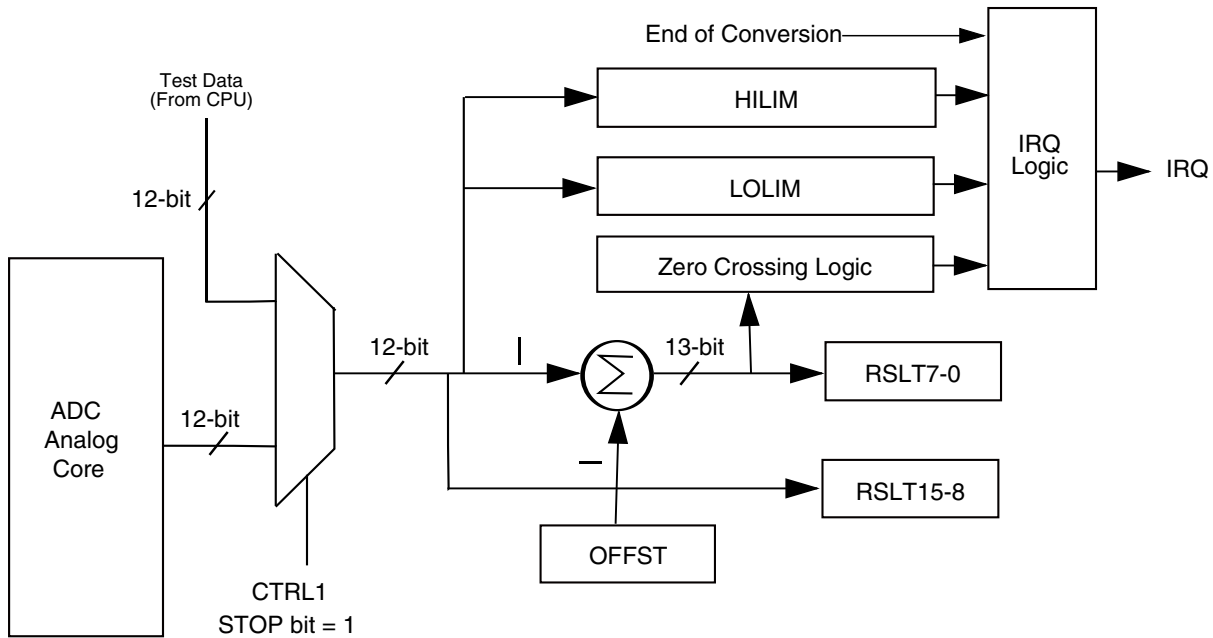 End of Conversion
Test Data
(From CPU)
HILIM
IRQ
Logic
IRQ
12-bit
LOLIM
Zero Crossing Logic
12-bit
13-bit
Σ
RSLT7-0
ADC
Analog
Core
12-bit
RSLT15-8
OFFST
CTRL1
STOP bit = 1